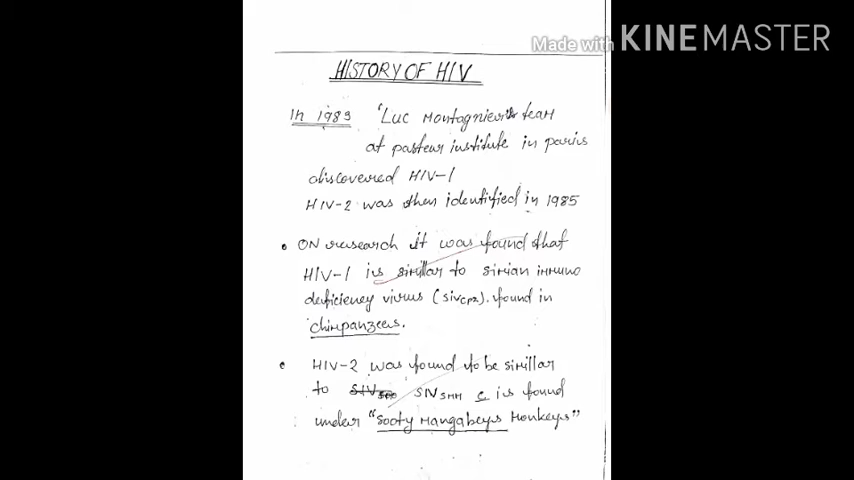 Made with KINEMASTER
HISTORY OF HIV
In 1983 "Luc Montagnier's team
at pasteur institute in paris
discovered HIV-1
HIV-2 was then identified in 1985
• ON research it was found that
HIV-1 is simillar to simian immuno
deficiency virus (SIVcpz). found in
chimpanzees.
• HIV-2 was found to be simillar
to SIVSMM & is found
under "Sooty Mangabeys Monkeys"